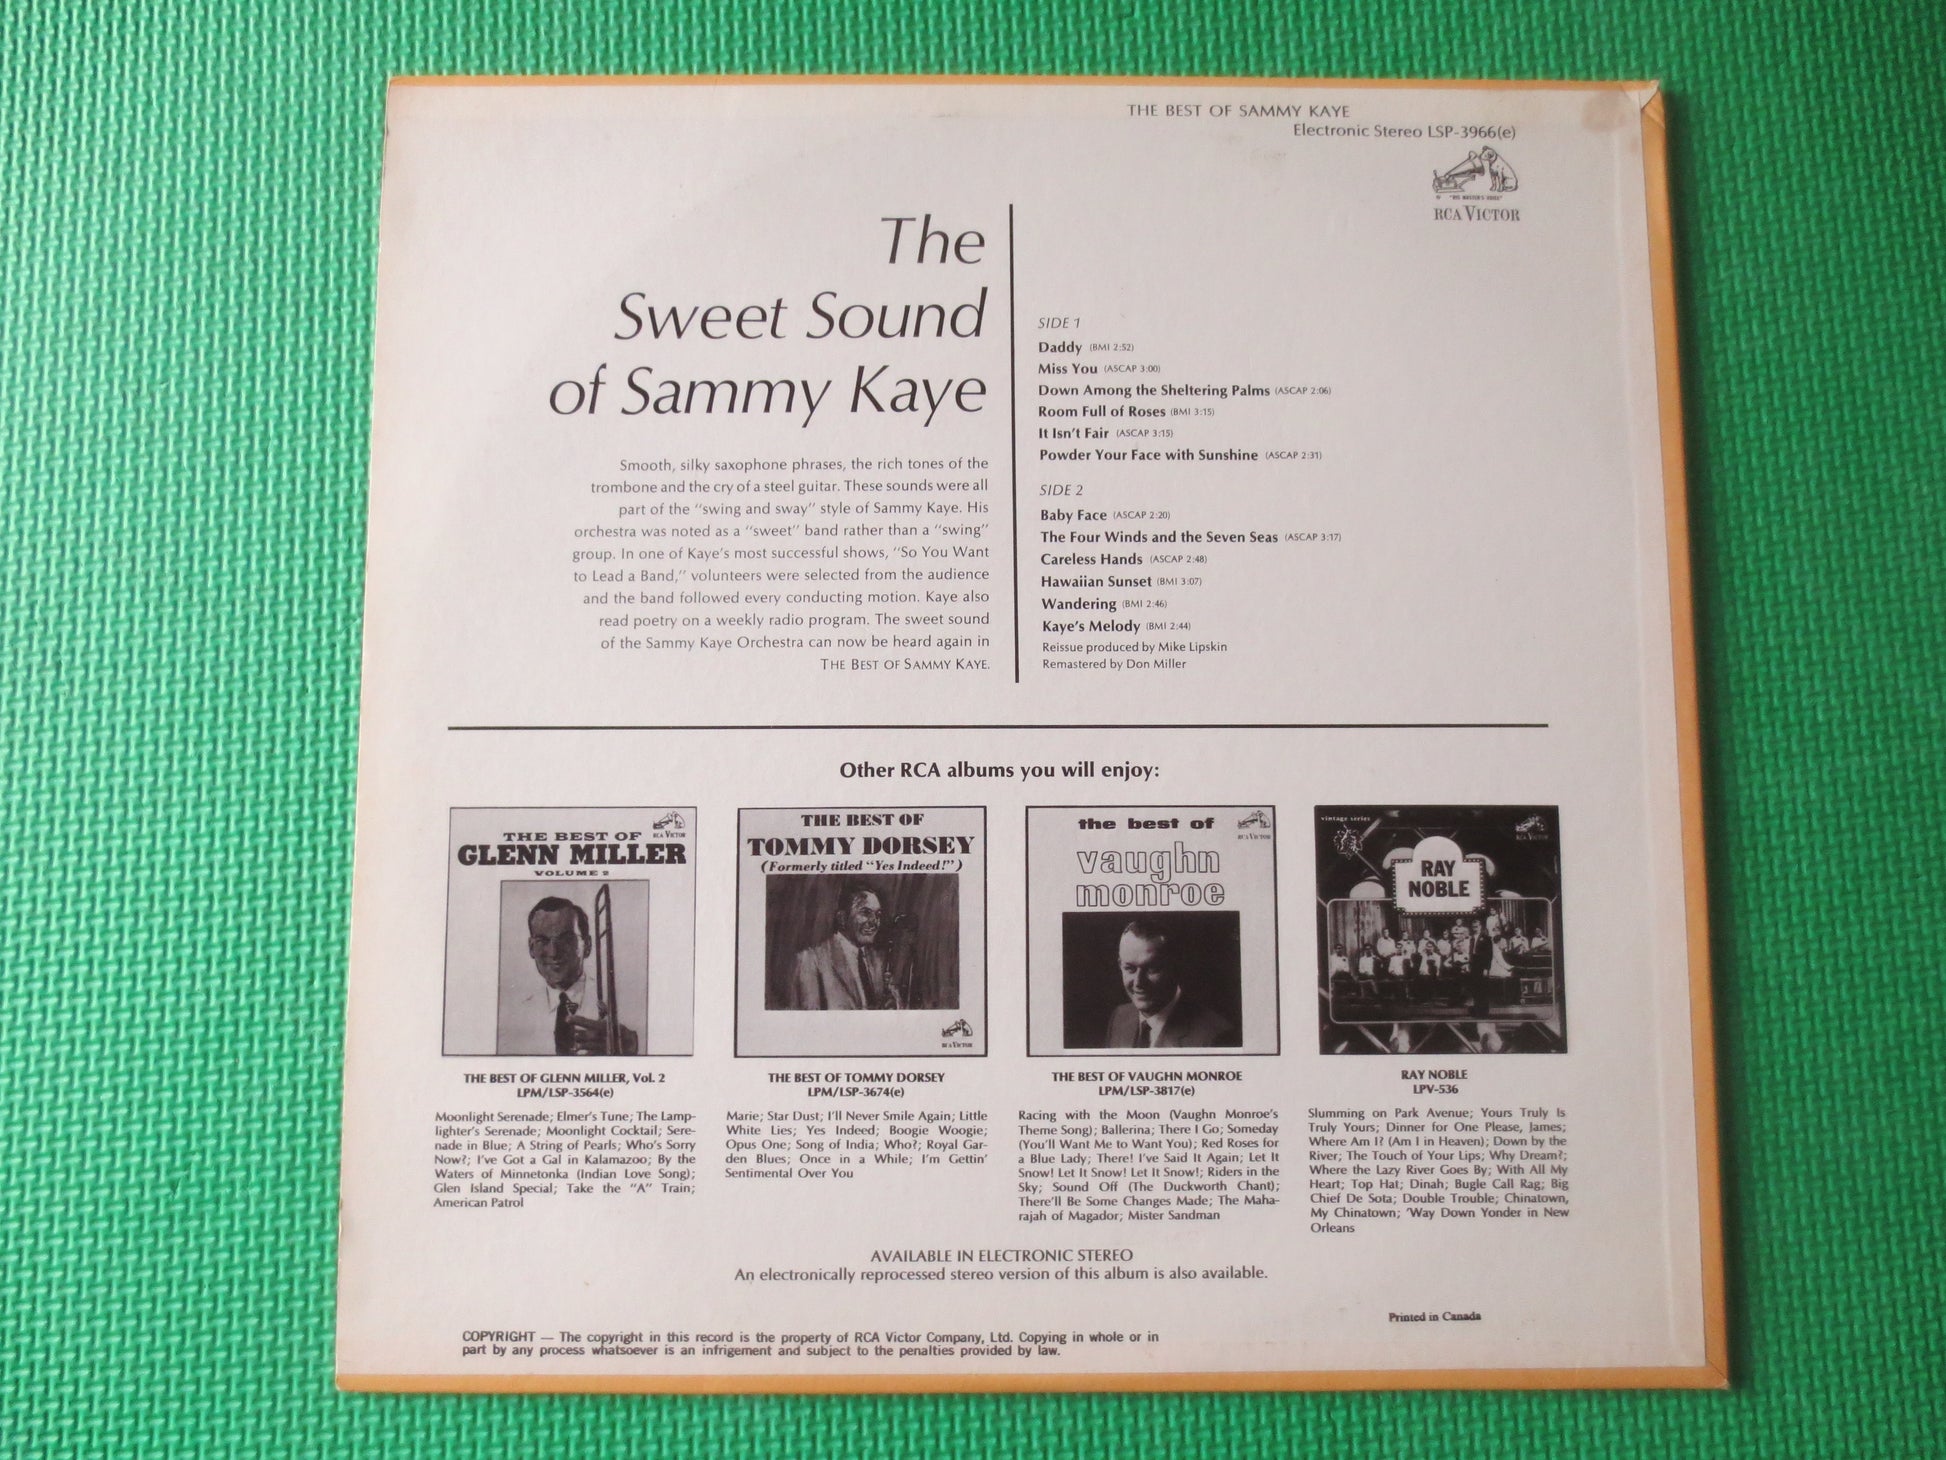 THE BEST OF SAMMY KAYE
Electronic Stereo LSP-3966(e)
"HIS MASTER'S VOICE"
RCA VICTOR
The
Sweet Sound
of Sammy Kaye
Smooth, silky saxophone phrases, the rich tones of the
trombone and the cry of a steel guitar. These sounds were all
part of the "swing and sway" style of Sammy Kaye. His
orchestra was noted as a "sweet" band rather than a "swing"
group. In one of Kaye's most successful shows, "So You Want
to Lead a Band," volunteers were selected from the audience
and the band followed every conducting motion. Kaye also
read poetry on a weekly radio program. The sweet sound
of the Sammy Kaye Orchestra can now be heard again in
THE BEST OF SAMMY KAYE.
SIDE 1
Daddy (BMI 2:52)
Miss You (ASCAP 3:00)
Down Among the Sheltering Palms (ASCAP 2:06)
Room Full of Roses (BMI 3:15)
It Isn't Fair (ASCAP 3:15)
Powder Your Face with Sunshine (ASCAP 2:31)
SIDE 2
Baby Face (ASCAP 2:20)
The Four Winds and the Seven Seas (ASCAP 3:17)
Careless Hands (ASCAP 2:48)
Hawaiian Sunset (BMI 3:07)
Wandering (BMI 2:46)
Kaye's Melody (BMI 2:44)
Reissue produced by Mike Lipskin
Remastered by Don Miller
Other RCA albums you will enjoy:
RCA VICTOR
THE BEST OF
GLENN MILLER
VOLUME 2
THE BEST OF GLENN MILLER, Vol. 2
LPM/LSP-3564(e)
Moonlight Serenade; Elmer's Tune; The Lamp-
lighter's Serenade; Moonlight Cocktail; Sere-
nade in Blue; A String of Pearls; Who's Sorry
Now?; I've Got a Gal in Kalamazoo; By the
Waters of Minnetonka (Indian Love Song);
Glen Island Special; Take the "A" Train;
American Patrol
THE BEST OF
TOMMY DORSEY
(Formerly titled "Yes Indeed!")
RCA VICTOR
THE BEST OF TOMMY DORSEY
LPM/LSP-3674(e)
Marie; Star Dust; I'll Never Smile Again; Little
White Lies; Yes Indeed; Boogie Woogie;
Opus One; Song of India; Who?; Royal Gar-
den Blues; Once in a While; I'm Gettin'
Sentimental Over You
the best of
RCA VICTOR
vaughn
monroe
THE BEST OF VAUGHN MONROE
LPM/LSP-3817(e)
Racing with the Moon (Vaughn Monroe's
Theme Song); Ballerina; There I Go; Someday
(You'll Want Me to Want You); Red Roses for
a Blue Lady; There! I've Said It Again; Let It
Snow! Let It Snow! Let It Snow!; Riders in the
Sky; Sound Off (The Duckworth Chant);
There'll Be Some Changes Made; The Maha-
rajah of Magador; Mister Sandman
vintage series
RCA VICTOR
RAY
NOBLE
RAY NOBLE
LPV-536
Slumming on Park Avenue; Yours Truly Is
Truly Yours; Dinner for One Please, James;
Where Am I? (Am I in Heaven); Down by the
River; The Touch of Your Lips; Why Dream?;
Where the Lazy River Goes By; With All My
Heart; Top Hat; Dinah; Bugle Call Rag; Big
Chief De Sota; Double Trouble; Chinatown,
My Chinatown; 'Way Down Yonder in New
Orleans
AVAILABLE IN ELECTRONIC STEREO
An electronically reprocessed stereo version of this album is also available.
Printed in Canada
COPYRIGHT — The copyright in this record is the property of RCA Victor Company, Ltd. Copying in whole or in
part by any process whatsoever is an infrigement and subject to the penalties provided by law.